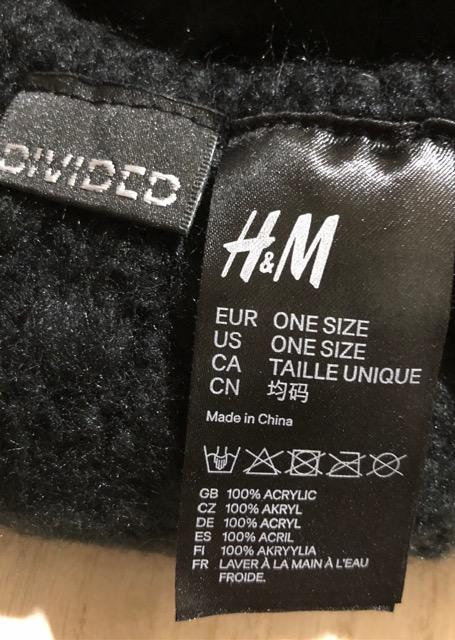 DIVIDED
H&M
EUR ONE SIZE
US ONE SIZE
CA TAILLE UNIQUE
CN 均码
Made in China
GB 100% ACRYLIC
CZ 100% AKRYL
DE 100% ACRYL
ES 100% ACRIL
FI 100% AKRYYLIA
FR LAVER À LA MAIN À L'EAU
FROIDE.